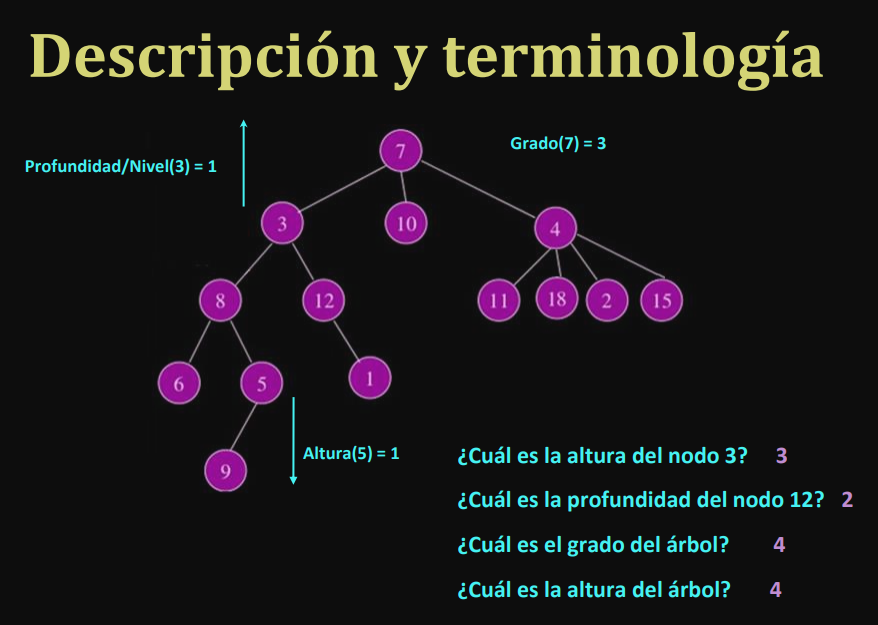 Descripción y terminología
Profundidad/Nivel(3) = 1
Grado(7) = 3
7
3
10
4
8
12
11
18
2
15
6
5
1
9
Altura(5) = 1
¿Cuál es la altura del nodo 3? 3
¿Cuál es la profundidad del nodo 12? 2
¿Cuál es el grado del árbol? 4
¿Cuál es la altura del árbol? 4